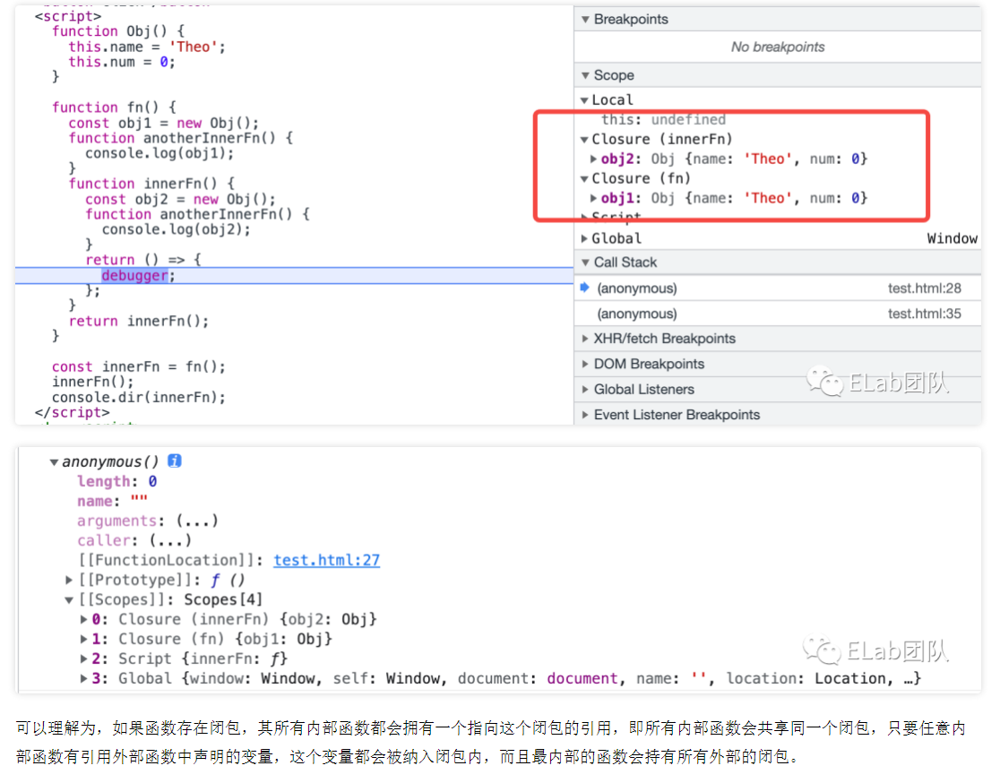 <script>
function Obj() {
this.name = 'Theo';
this.num = 0;
}
function fn() {
const obj1 = new Obj();
function anotherInnerFn() {
console.log(obj1);
}
function innerFn() {
const obj2 = new Obj();
function anotherInnerFn() {
console.log(obj2);
}
return () => {
debugger;
};
}
return innerFn();
}
const innerFn = fn();
innerFn();
console.dir(innerFn);
</script>
Breakpoints
No breakpoints
Scope
Local
this: undefined
Closure (innerFn)
obj2: Obj {name: 'Theo', num: 0}
Closure (fn)
obj1: Obj {name: 'Theo', num: 0}
Script
Global Window
Call Stack
(anonymous) test.html:28
(anonymous) test.html:35
XHR/fetch Breakpoints
DOM Breakpoints
Global Listeners
Event Listener Breakpoints
ELab团队
anonymous()
length: 0
name: ""
arguments: (...)
caller: (...)
[[FunctionLocation]]: test.html:27
[[Prototype]]: ƒ ()
[[Scopes]]: Scopes[4]
0: Closure (innerFn) {obj2: Obj}
1: Closure (fn) {obj1: Obj}
2: Script {innerFn: ƒ}
3: Global {window: Window, self: Window, document: document, name: '', location: Location, …}
ELab团队
可以理解为，如果函数存在闭包，其所有内部函数都会拥有一个指向这个闭包的引用，即所有内部函数会共享同一个闭包，只要任意内
部函数有引用外部函数中声明的变量，这个变量都会被纳入闭包内，而且最内部的函数会持有所有外部的闭包。